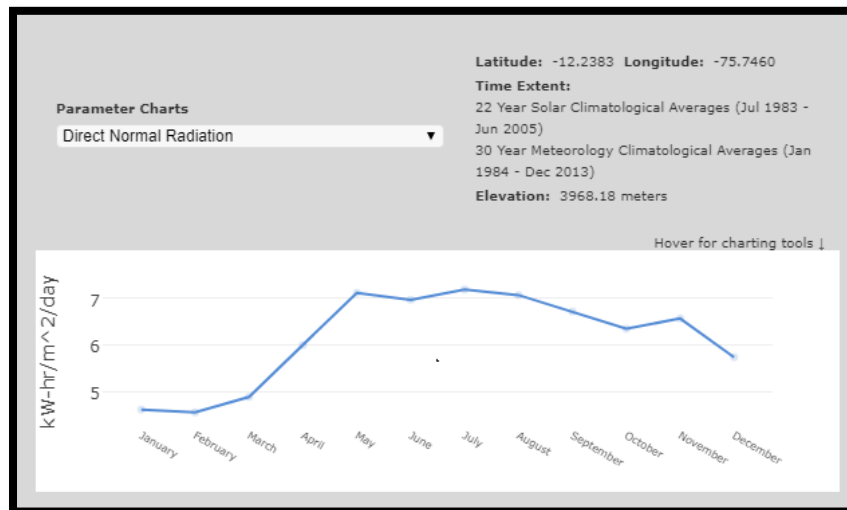 Parameter Charts
Direct Normal Radiation ▼
Latitude: -12.2383 Longitude: -75.7460
Time Extent:
22 Year Solar Climatological Averages (Jul 1983 -
Jun 2005)
30 Year Meteorology Climatological Averages (Jan
1984 - Dec 2013)
Elevation: 3968.18 meters
Hover for charting tools ↓
kW-hr/m^2/day
7
6
5
January
February
March
April
May
June
July
August
September
October
November
December